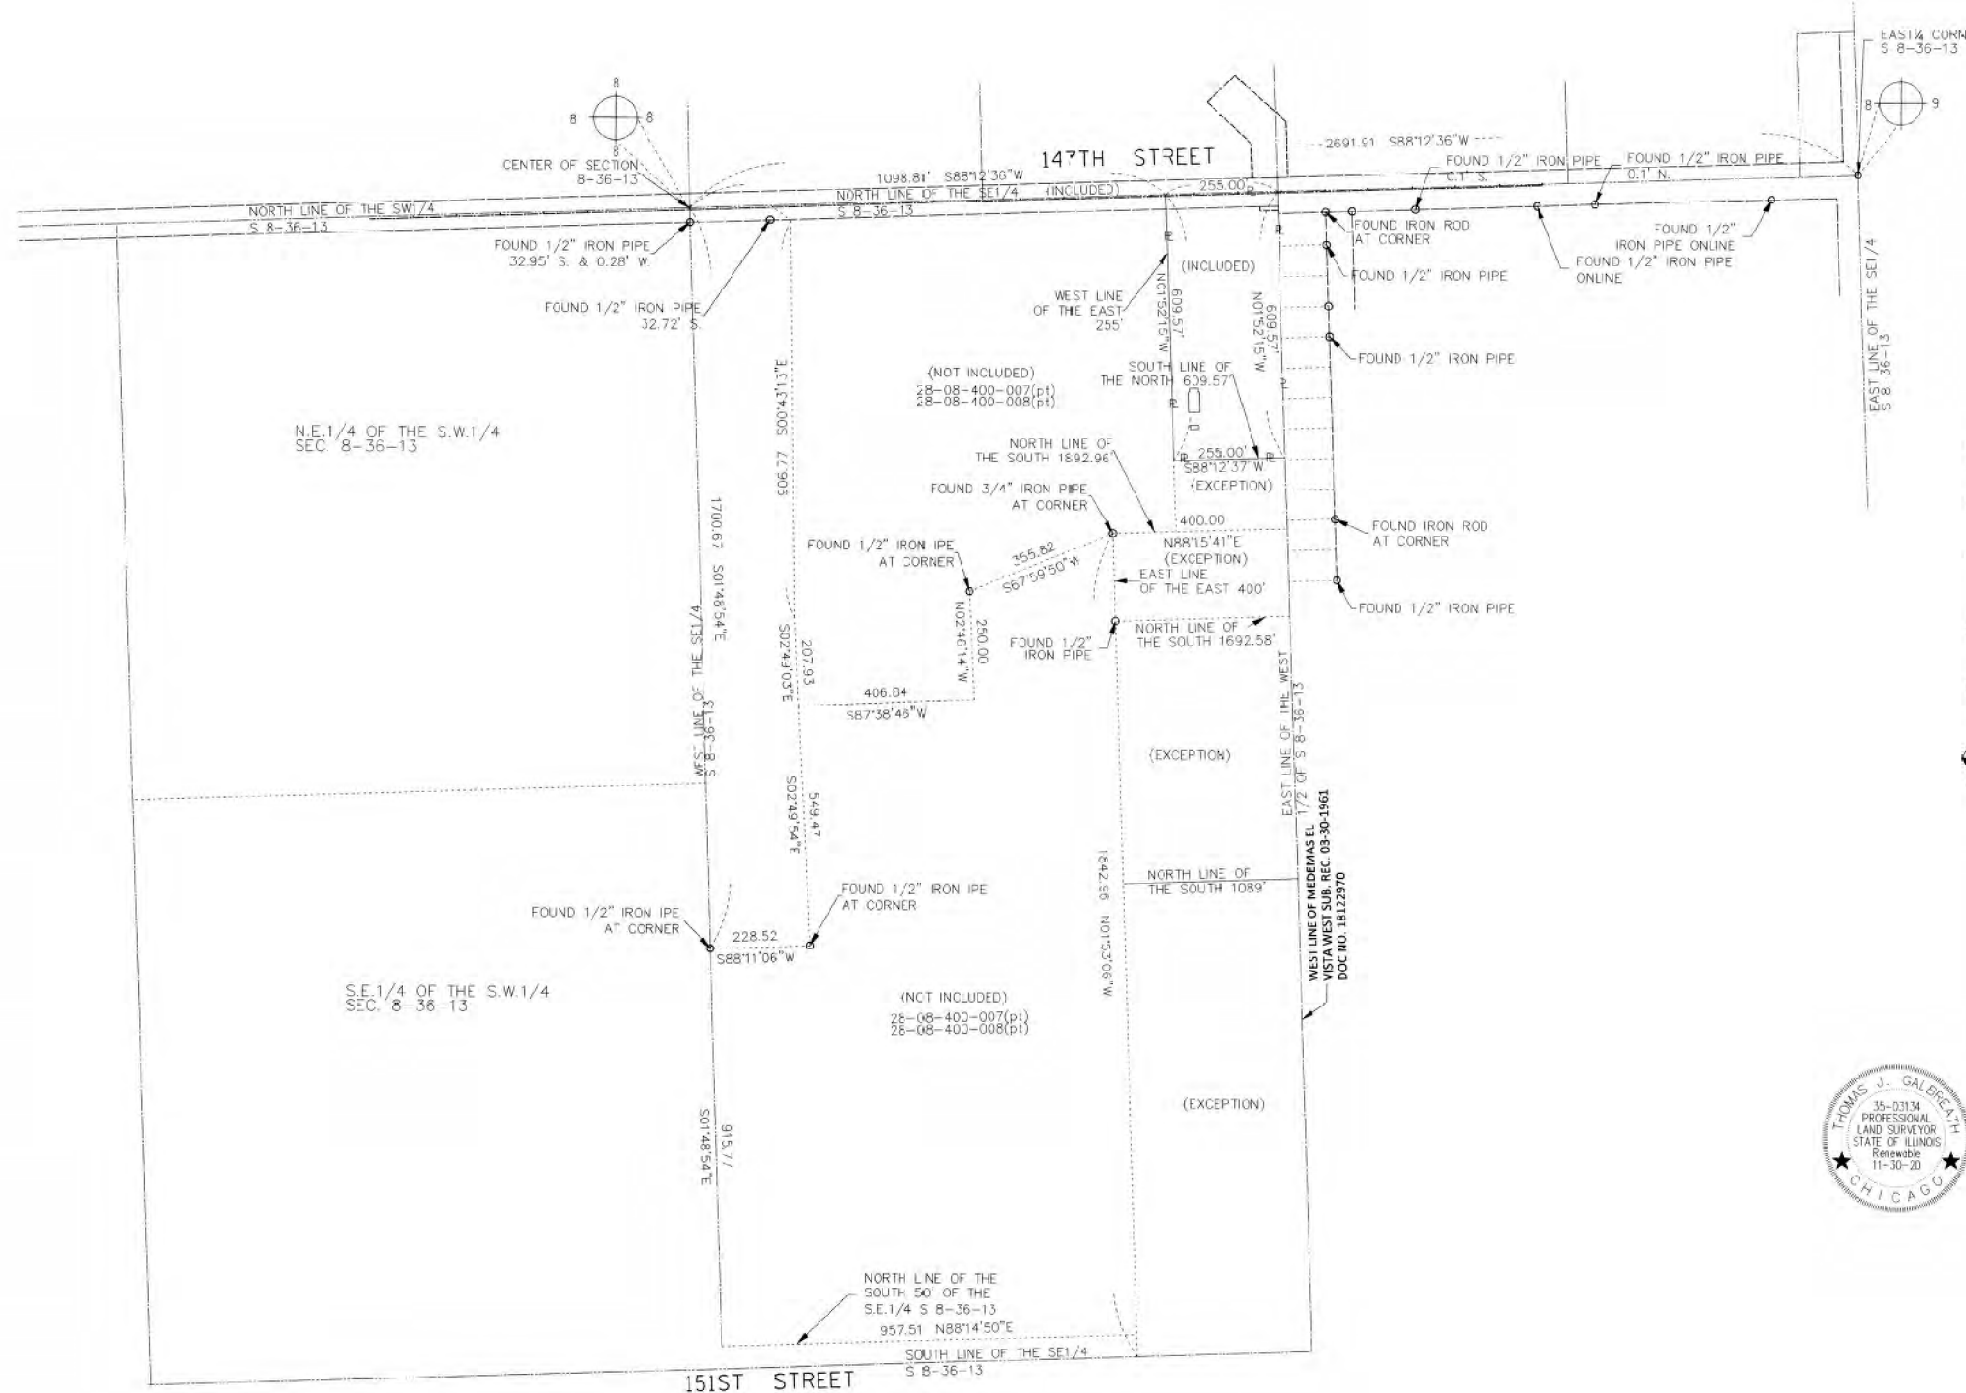 EAST 1/4
S 8-36-13
8
8
8
8
8
9
CENTER OF SECTION
8-36-13
147TH STREET
2691.91 S88°12'36"W
1098.81' S88°12'36"W
NORTH LINE OF THE SE1/4 (INCLUDED)
S 8-36-13
255.00'
NORTH LINE OF THE SW1/4
S 8-36-13
FOUND 1/2" IRON PIPE
0.1' S.
FOUND 1/2" IRON PIPE
0.1' N.
FOUND 1/2" IRON PIPE
32.95' S. & 0.28' W.
FOUND 1/2" IRON PIPE
32.72' S.
FOUND IRON ROD
AT CORNER
FOUND 1/2"
IRON PIPE ONLINE
FOUND 1/2" IRON PIPE
ONLINE
FOUND 1/2" IRON PIPE
FOUND 1/2" IRON PIPE
EAST LINE OF THE SE1/4
S 8-36-13
(INCLUDED)
WEST LINE
OF THE EAST
255'
609.57'
N01°52'15"W
609.57'
N01°52'15"W
SOUTH LINE OF
THE NORTH 609.57'
(NOT INCLUDED)
28-08-400-007(pt)
28-08-400-008(pt)
S00°43'13"E
N.E.1/4 OF THE S.W.1/4
SEC 8-36-13
NORTH LINE OF
THE SOUTH 1892.96'
255.00'
S88°12'37"W
(EXCEPTION)
FOUND 3/4" IRON PIPE
AT CORNER
400.00
N88°15'41"E
(EXCEPTION)
FOUND IRON ROD
AT CORNER
FOUND 1/2" IRON IPE
AT CORNER
355.82
S67°59'50"W
EAST LINE
OF THE EAST 400'
FOUND 1/2" IRON PIPE
1700.67 S01°48'54"E
WEST LINE OF THE SE1/4
S 8-36-13
207.93
S02°49'03"E
250.00
N02°46'14"W
FOUND 1/2"
IRON PIPE
NORTH LINE OF
THE SOUTH 1692.58'
406.84
S87°38'46"W
EAST LINE OF THE WEST
1/2 OF S 8-36-13
(EXCEPTION)
549.47
S02°49'54"E
WEST LINE OF MEDEMAS EL
VISTA WEST SUB. REC. 03-30-1961
DOC NO. 18122970
1842.96 N01°53'06"W
NORTH LINE OF
THE SOUTH 1089'
FOUND 1/2" IRON IPE
AT CORNER
FOUND 1/2" IRON IPE
AT CORNER
228.52
S88°11'06"W
S.E.1/4 OF THE S.W.1/4
SEC. 8 36 13
(NOT INCLUDED)
28-08-400-007(pt)
28-08-400-008(pt)
(EXCEPTION)
915.77
S01°48'54"E
THOMAS J. GALBREATH
35-03134
PROFESSIONAL
LAND SURVEYOR
STATE OF ILLINOIS
Renewable
11-30-20
CHICAGO
NORTH LINE OF THE
SOUTH 50' OF THE
S.E.1/4 S 8-36-13
957.51 N88°14'50"E
SOUTH LINE OF THE SE1/4
S 8-36-13
151ST STREET